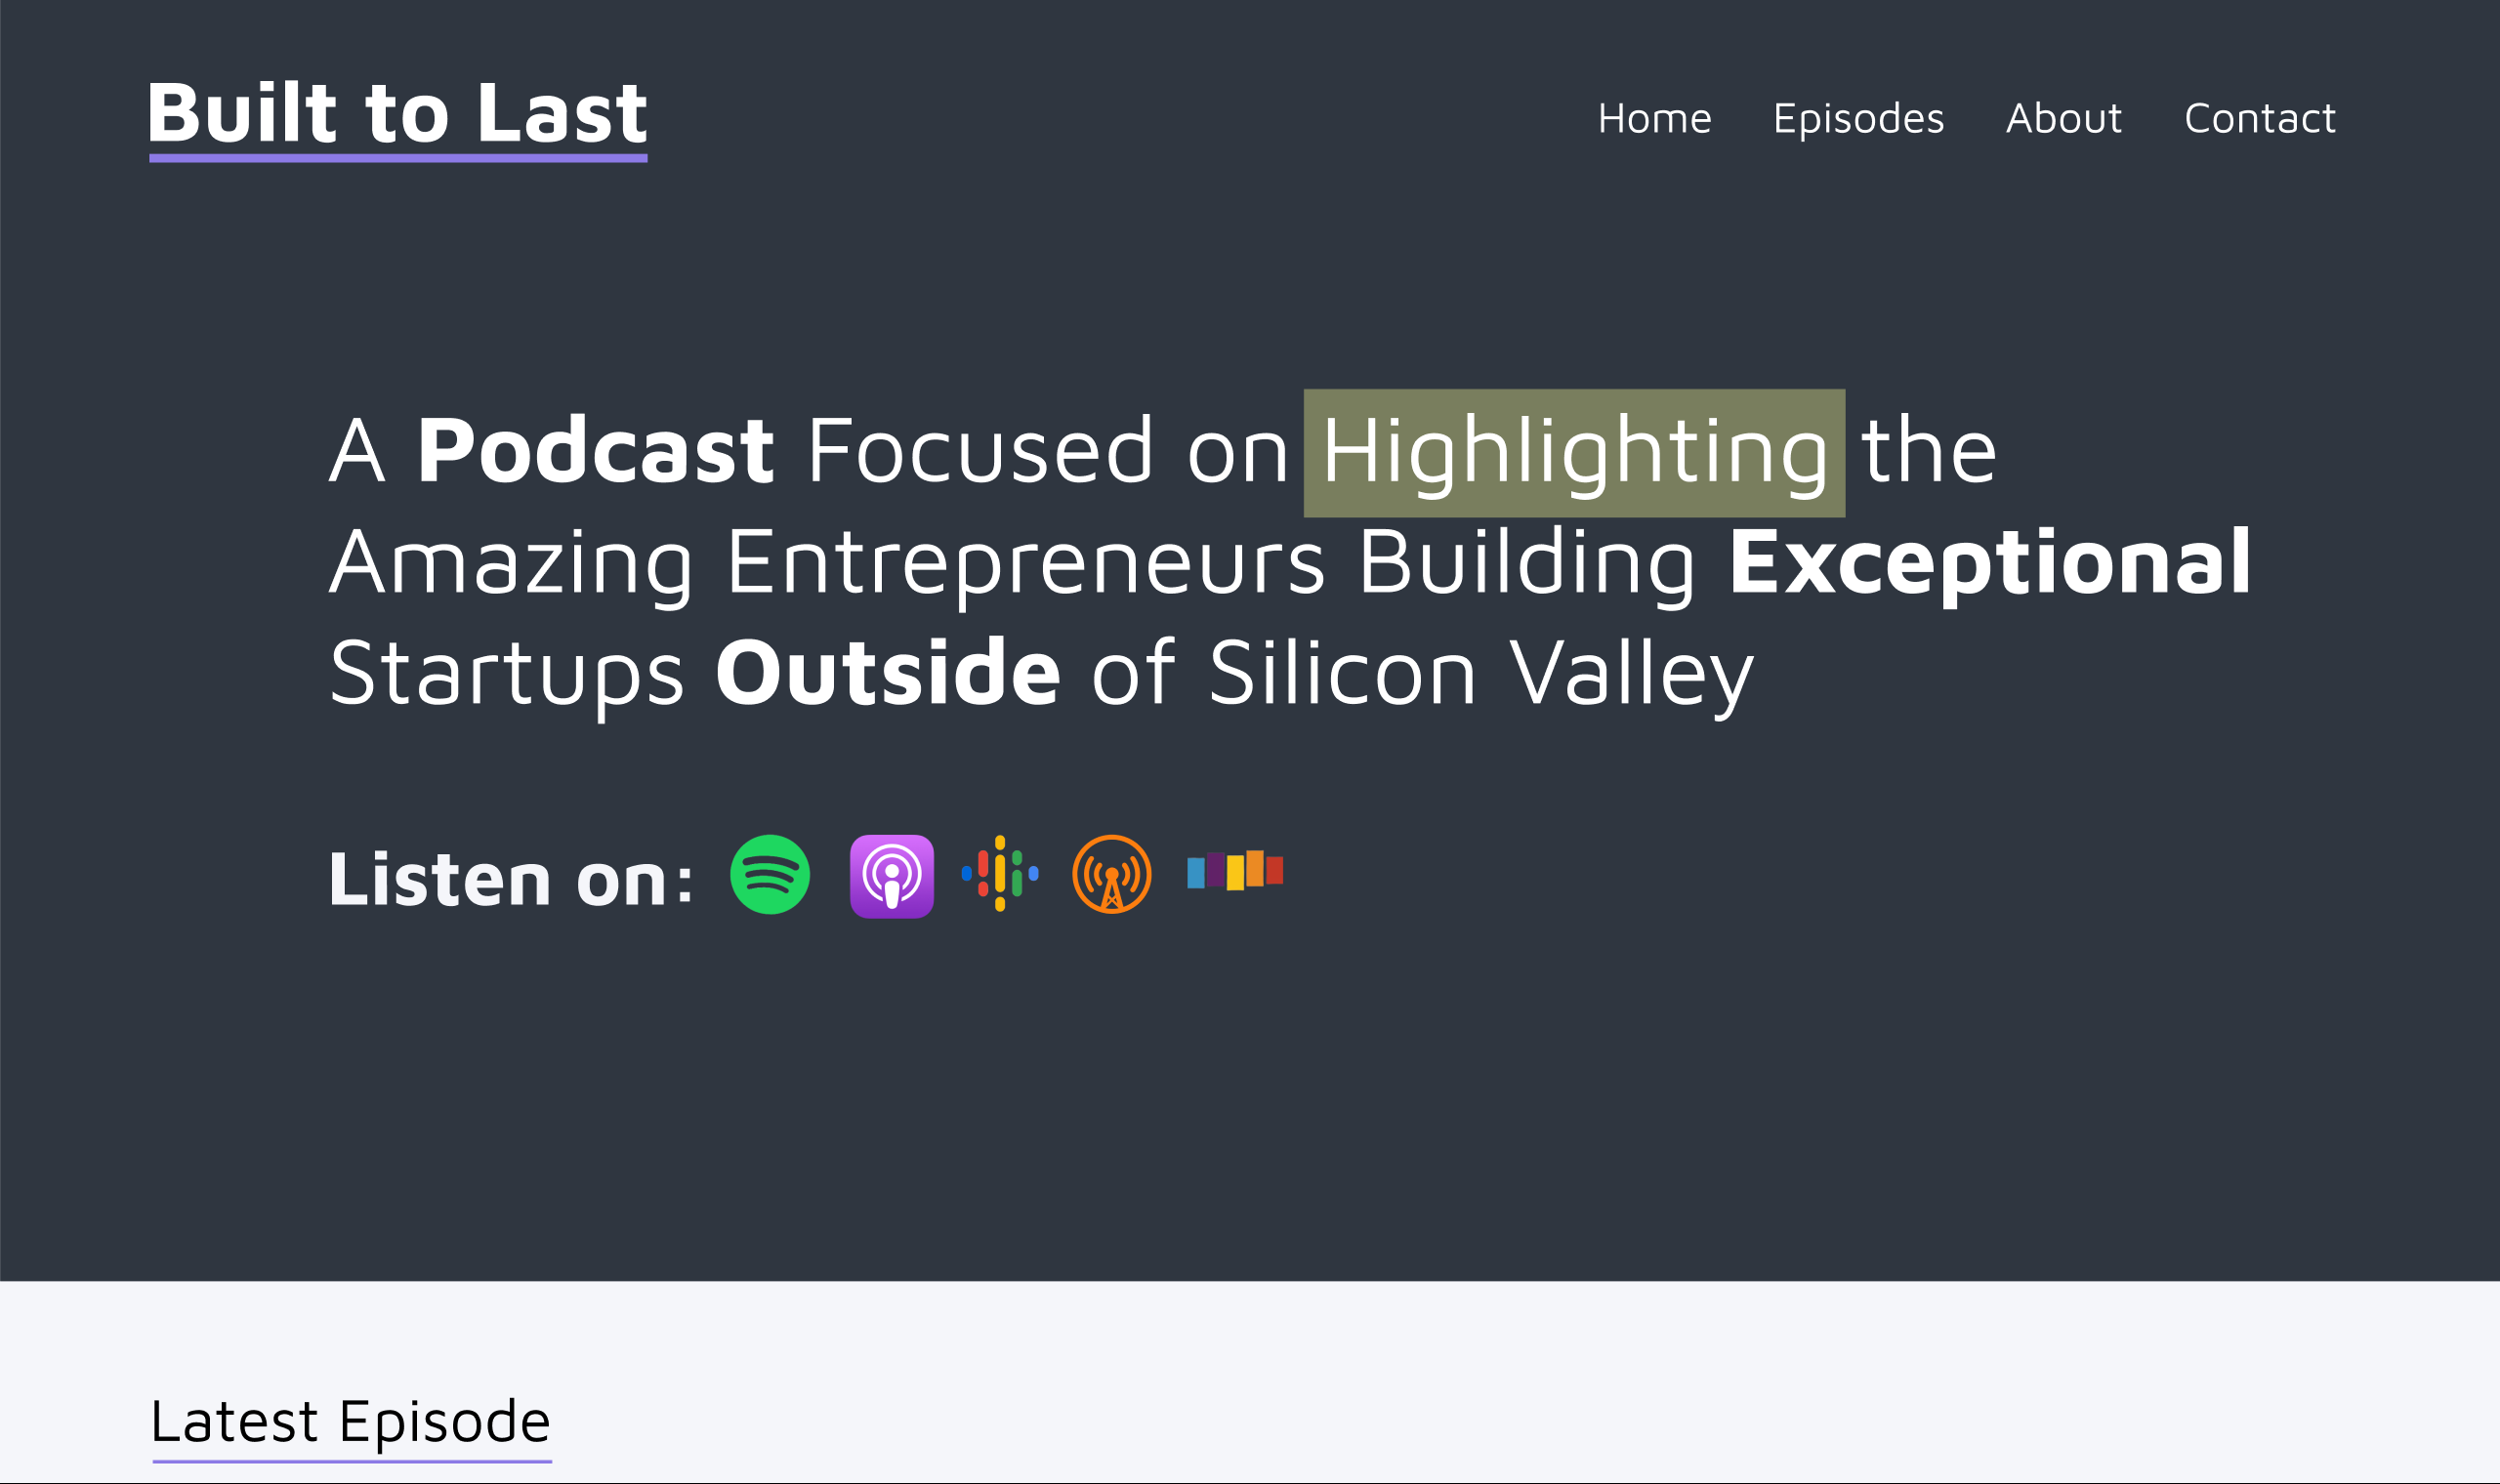 Built to Last
Home Episodes About Contact
A Podcast Focused on Highlighting the
Amazing Entrepreneurs Building Exceptional
Startups Outside of Silicon Valley
Listen on:
Latest Episode